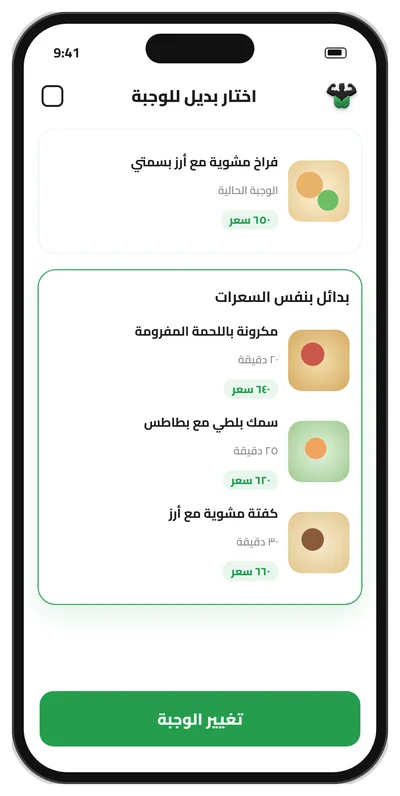 9:41
اختار بديل للوجبة
فراخ مشوية مع أرز بسمتي
الوجبة الحالية
٦٥٠ سعر
بدائل بنفس السعرات
مكرونة باللحمة المفرومة
٢٠ دقيقة
٦٤٠ سعر
سمك بلطي مع بطاطس
٢٥ دقيقة
٦٢٠ سعر
كفتة مشوية مع أرز
٣٠ دقيقة
٦٦٠ سعر
تغيير الوجبة